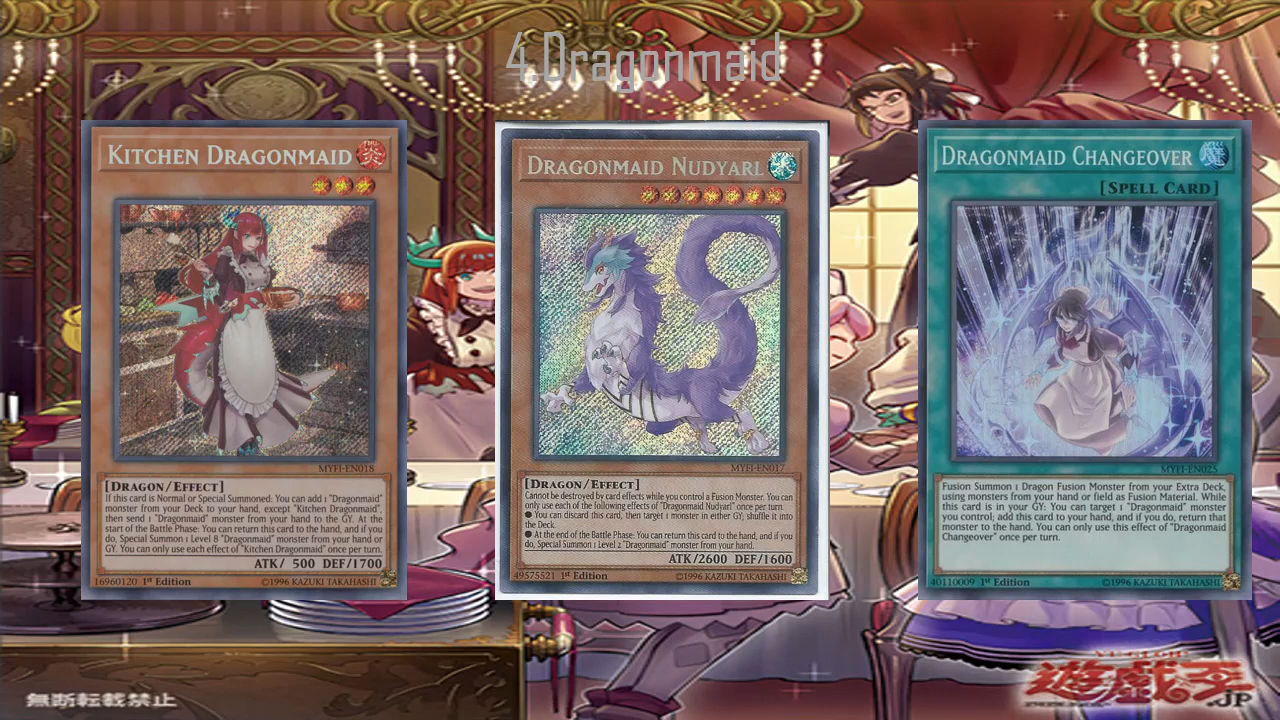 4.Dragonmaid
KITCHEN DRAGONMAID
炎
MYFI-EN018
[DRAGON/EFFECT]
If this card is Normal or Special Summoned: You can add 1 "Dragonmaid"
monster from your Deck to your hand, except "Kitchen Dragonmaid",
then send 1 "Dragonmaid" monster from your hand to the GY. At the
start of the Battle Phase: You can return this card to the hand, and if you
do, Special Summon 1 Level 8 "Dragonmaid" monster from your hand or
GY. You can only use each effect of "Kitchen Dragonmaid" once per turn.
ATK/ 500 DEF/1700
16960120 1st Edition ©1996 KAZUKI TAKAHASHI
DRAGONMAID NUDYARL
MYFI-EN017
[DRAGON/EFFECT]
Cannot be destroyed by card effects while you control a Fusion Monster. You can
only use each of the following effects of "Dragonmaid Nudyarl" once per turn.
● You can discard this card, then target 1 monster in either GY; shuffle it into
the Deck.
● At the end of the Battle Phase: You can return this card to the hand, and if you
do, Special Summon 1 Level 2 "Dragonmaid" monster from your hand.
ATK/2600 DEF/1600
49575521 1st Edition ©1996 KAZUKI TAKAHASHI
DRAGONMAID CHANGEOVER
魔
[SPELL CARD]
MYFI-EN025
Fusion Summon 1 Dragon Fusion Monster from your Extra Deck,
using monsters from your hand or field as Fusion Material. While
this card is in your GY: You can target 1 "Dragonmaid" monster
you control; add this card to your hand, and if you do, return that
monster to the hand. You can only use this effect of "Dragonmaid
Changeover" once per turn.
40110009 1st Edition ©1996 KAZUKI TAKAHASHI
無断転載禁止
遊戯王.jp